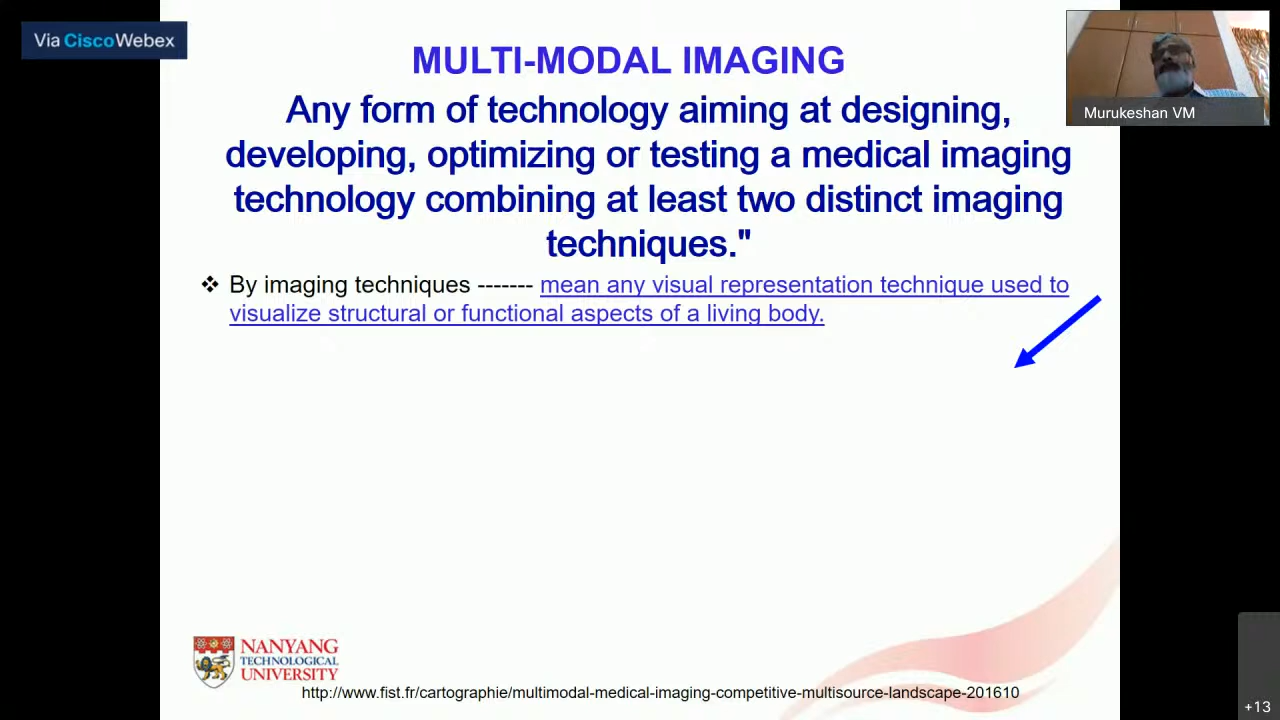 Via Cisco Webex
MULTI-MODAL IMAGING
Any form of technology aiming at designing,
developing, optimizing or testing a medical imaging
technology combining at least two distinct imaging
techniques."
Murukeshan VM
❖ By imaging techniques ------- mean any visual representation technique used to
visualize structural or functional aspects of a living body.
NANYANG
TECHNOLOGICAL
UNIVERSITY
http://www.fist.fr/cartographie/multimodal-medical-imaging-competitive-multisource-landscape-201610
+13